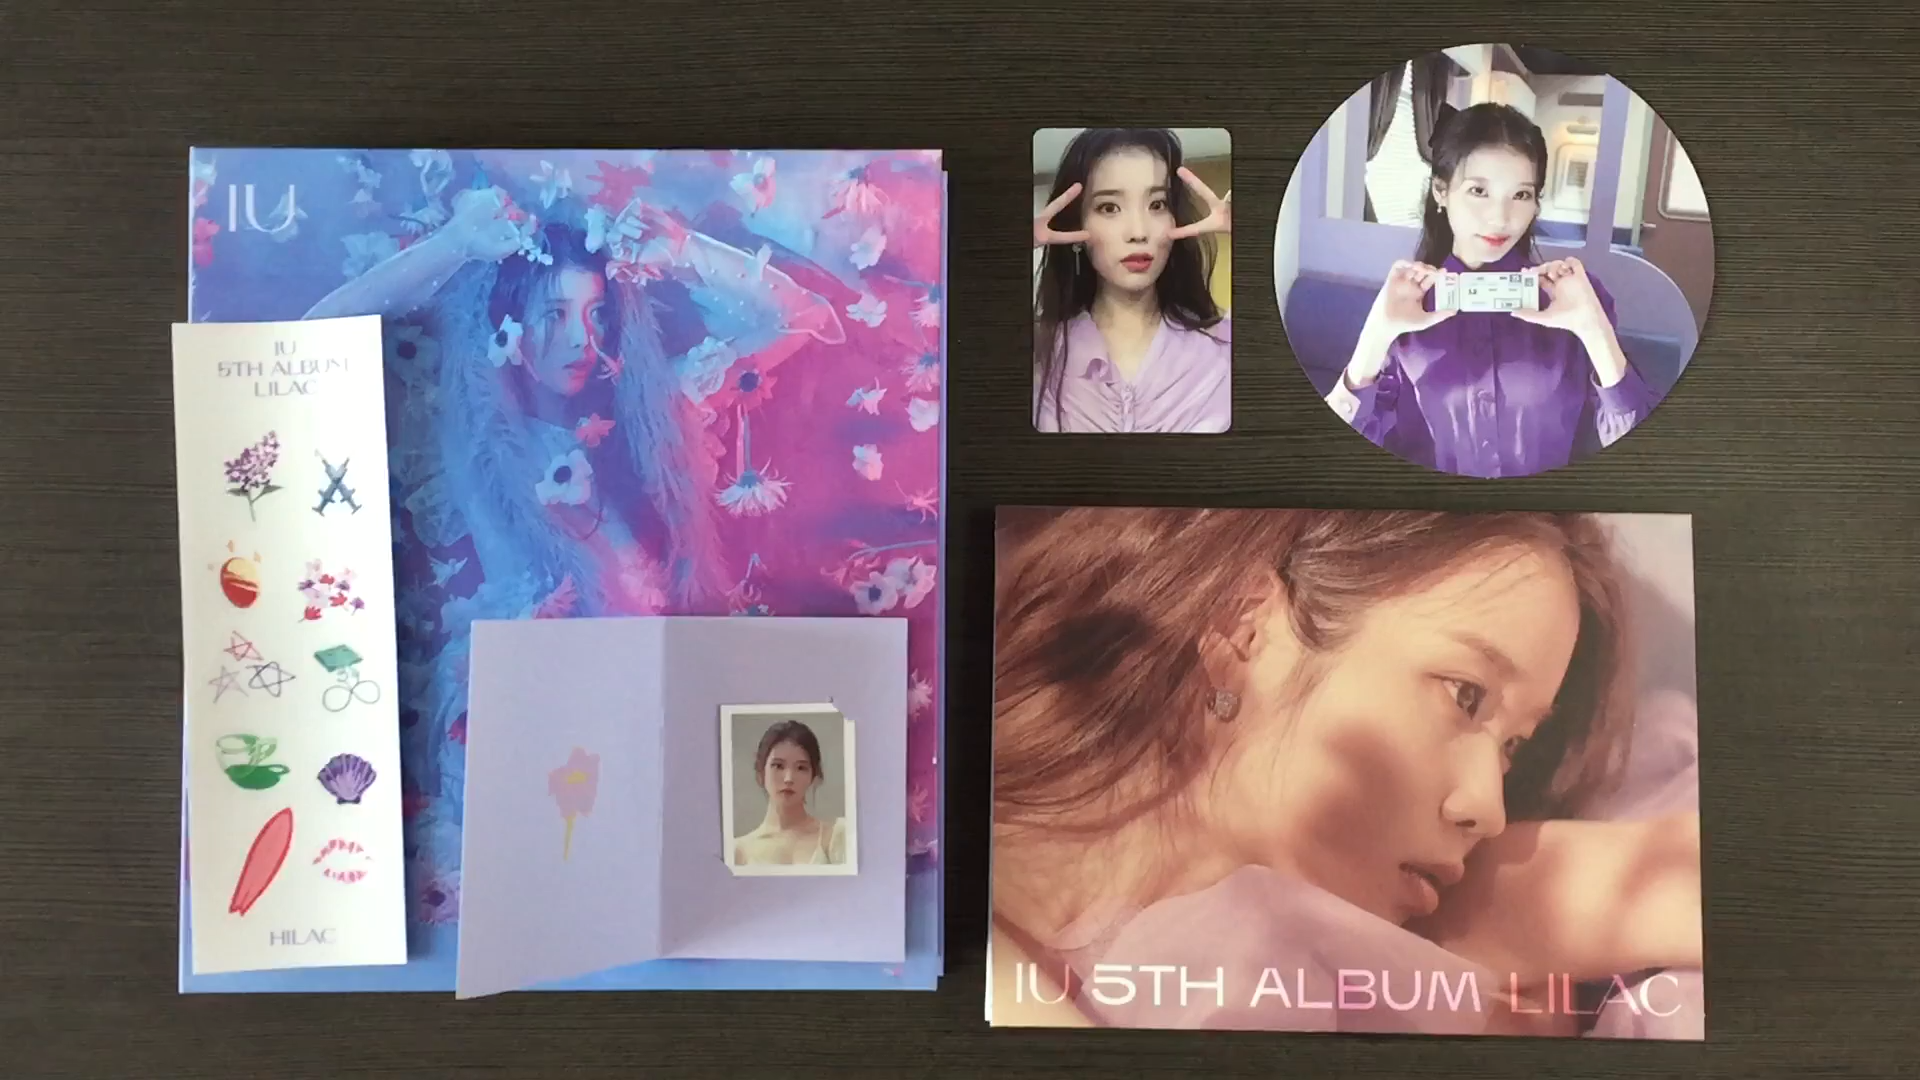 IU
IU
5TH ALBUM
LILAC
HILAC
IU 5TH ALBUM LILAC